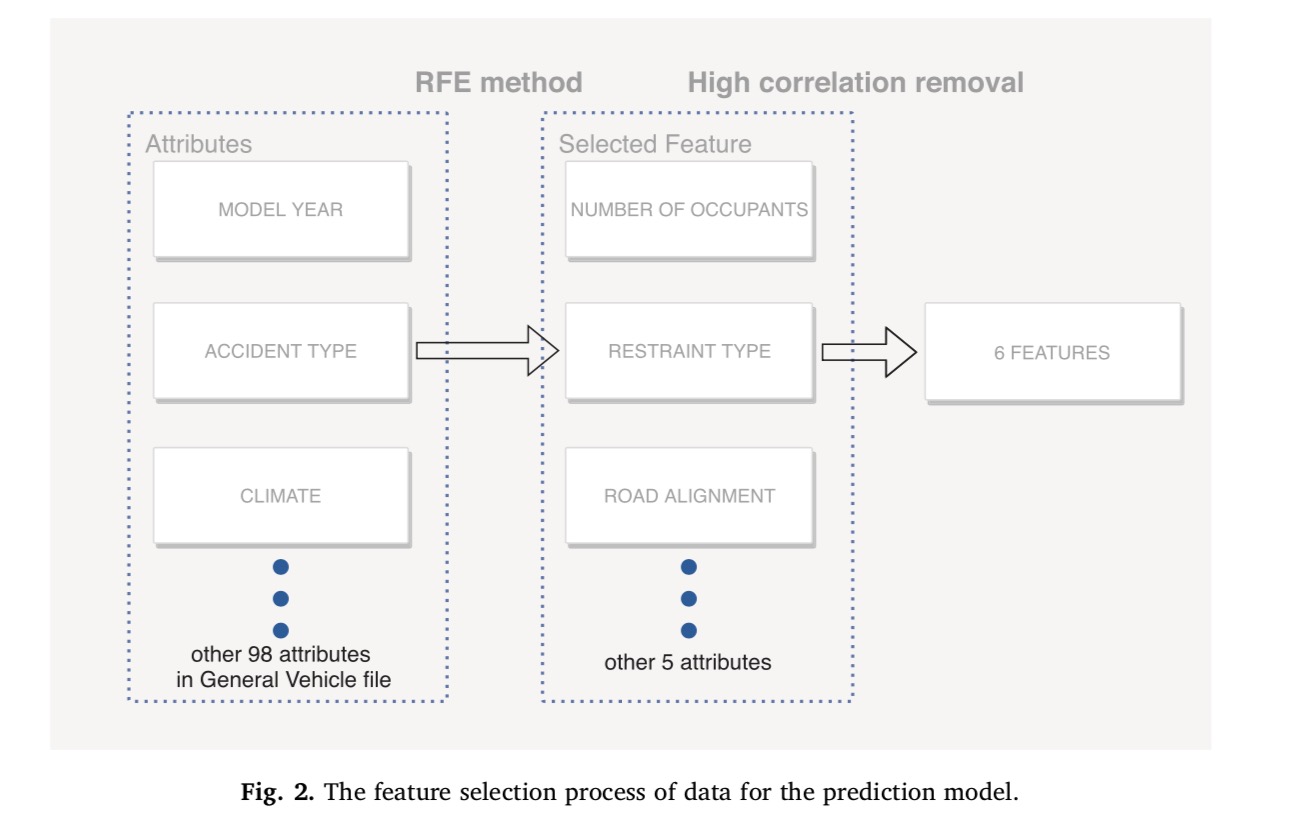 RFE method
High correlation removal
Attributes
MODEL YEAR
ACCIDENT TYPE
CLIMATE
other 98 attributes
in General Vehicle file
Selected Feature
NUMBER OF OCCUPANTS
RESTRAINT TYPE
ROAD ALIGNMENT
other 5 attributes
6 FEATURES
Fig. 2. The feature selection process of data for the prediction model.